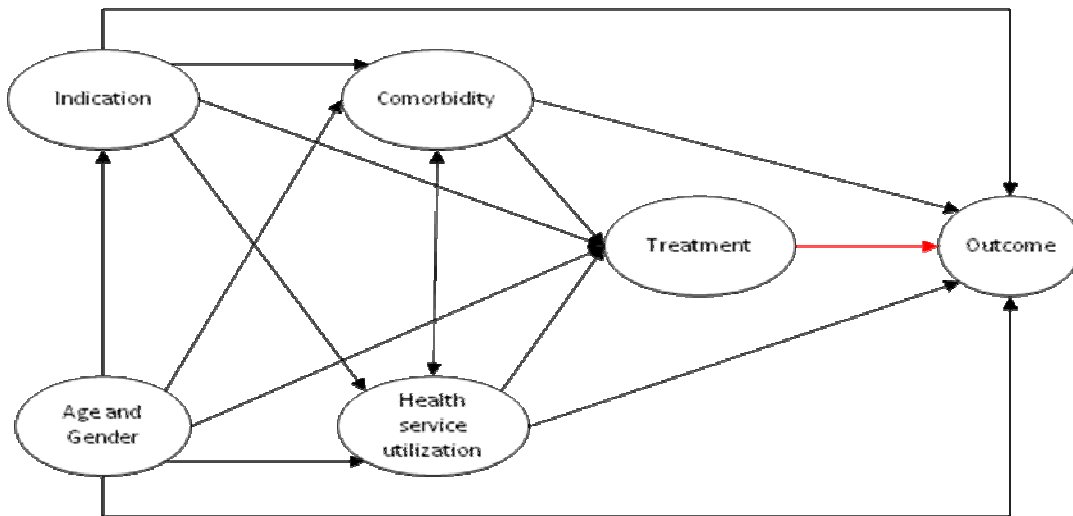 Indication
Comorbidity
Treatment
Outcome
Age and
Gender
Health
service
utilization